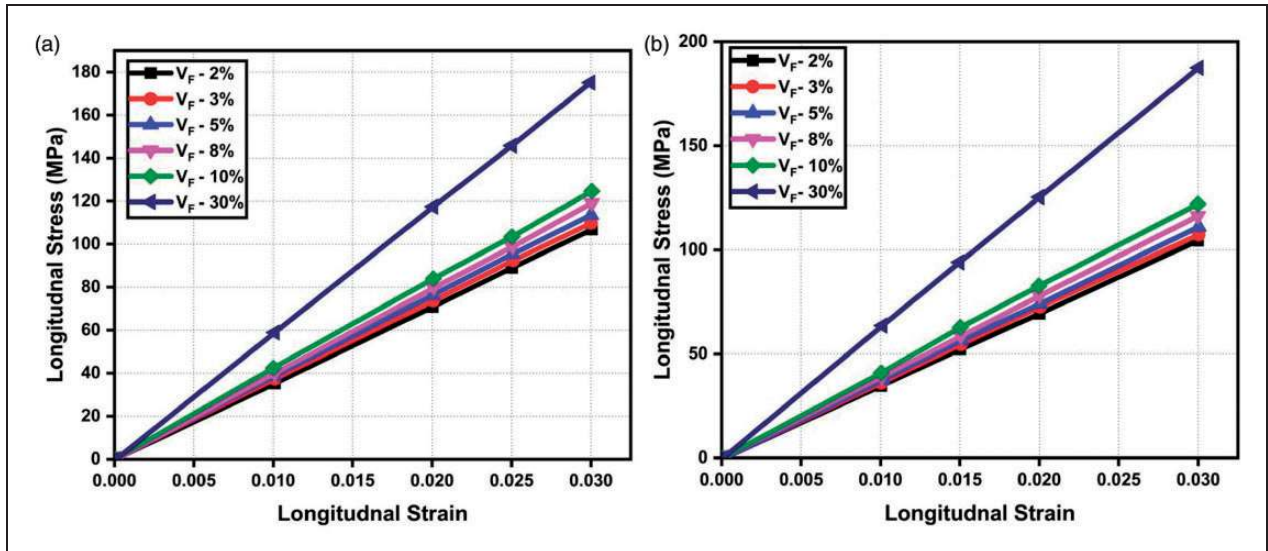 (a)
V_F - 2%
V_F - 3%
V_F - 5%
V_F - 8%
V_F - 10%
V_F - 30%
180
160
140
120
100
80
60
40
20
0
Longitudnal Stress (MPa)
0.000 0.005 0.010 0.015 0.020 0.025 0.030
Longitudnal Strain
(b)
V_F- 2%
V_F- 3%
V_F- 5%
V_F- 8%
V_F- 10%
V_F- 30%
200
150
100
50
0
Longitudnal Stress (MPa)
0.000 0.005 0.010 0.015 0.020 0.025 0.030
Longitudnal Strain